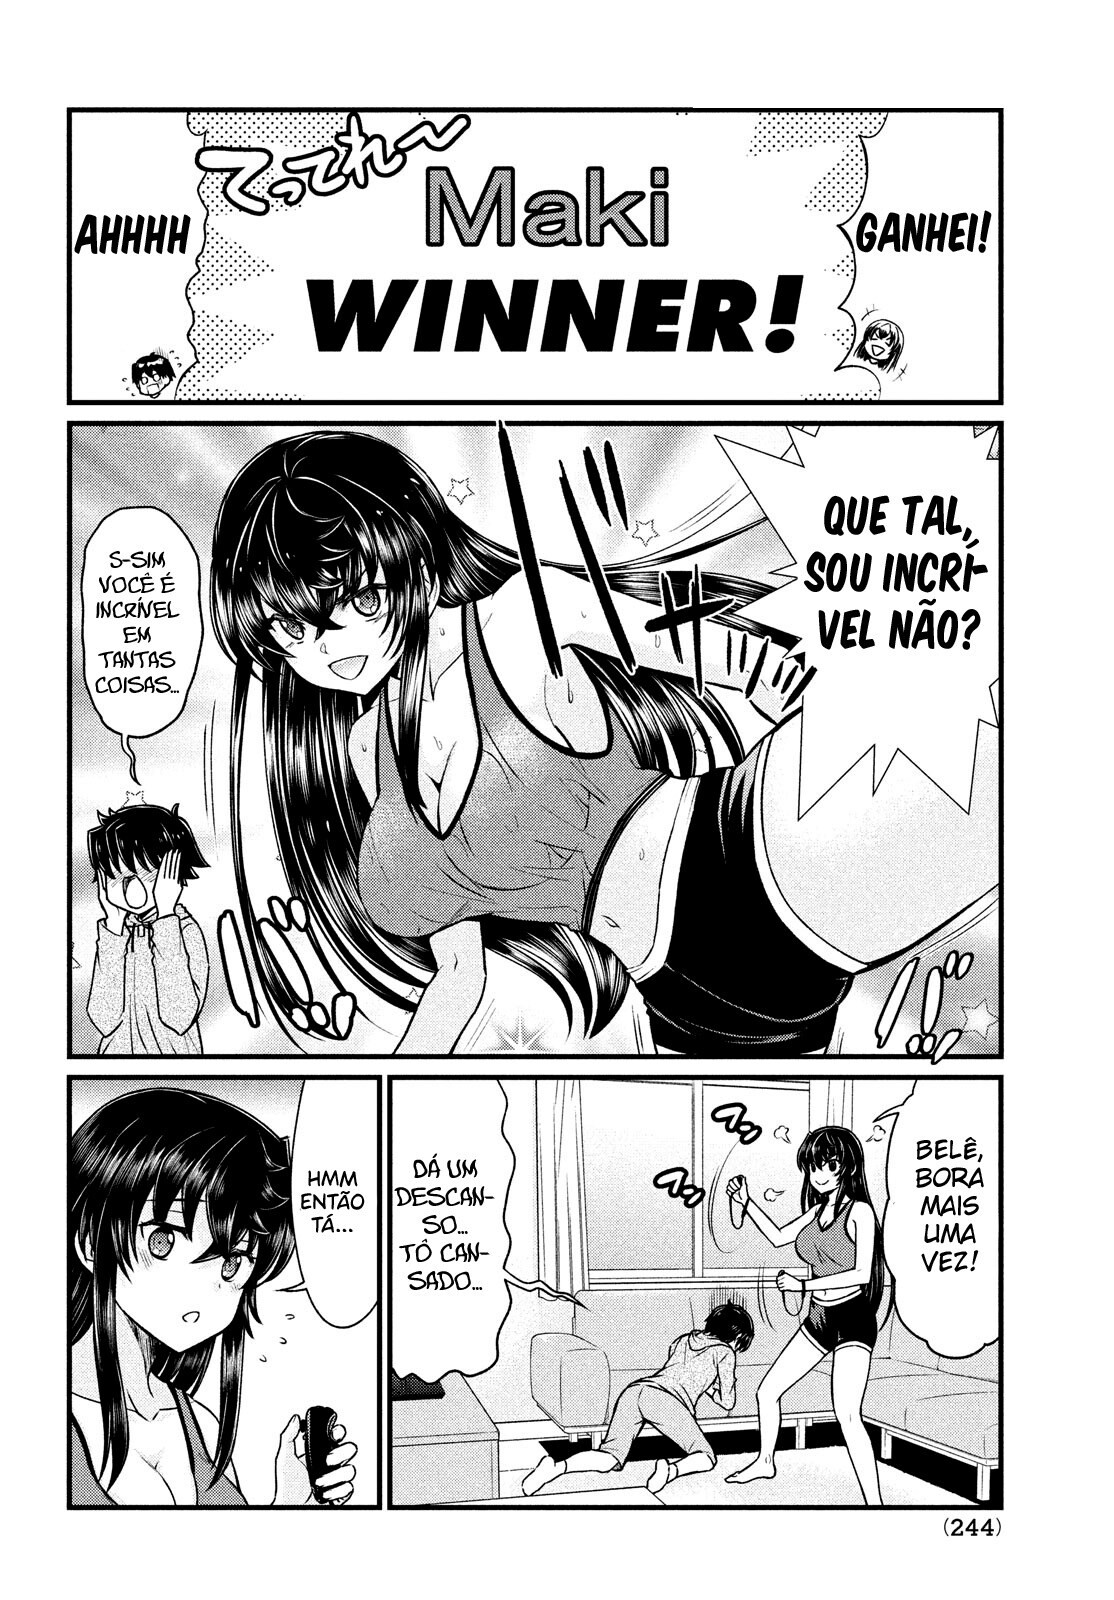 てってれ〜
Maki
WINNER!
GANHEI!
AHHHH
QUE TAL,
SOU INCRÍ-
VEL NÃO?
S-SIM
VOCÊ É
INCRÍVEL
EM
TANTAS
COISAS...
BELÊ,
BORA
MAIS
UMA
VEZ!
DÁ UM
DESCAN-
SO...
TÔ CAN-
SADO...
HMM
ENTÃO
TÁ...
(244)